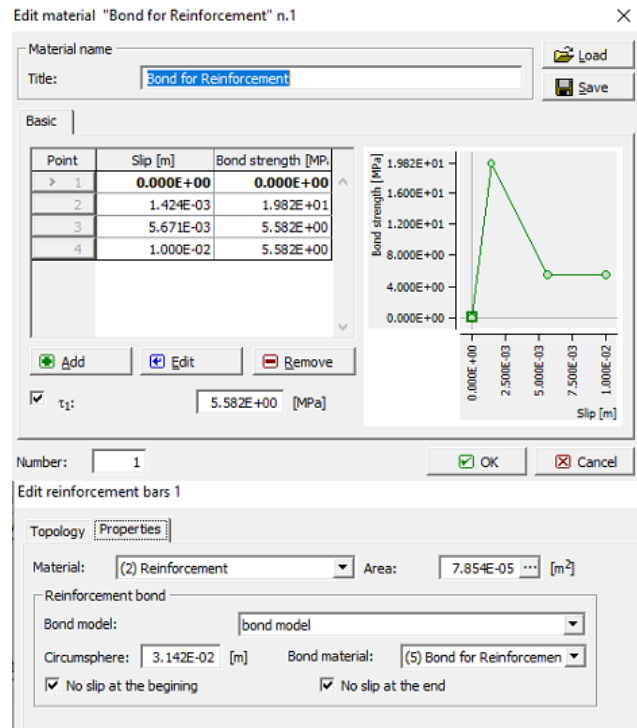 Edit material "Bond for Reinforcement" n.1
Material name
Title: Bond for Reinforcement
Load
Save
Basic
Point Slip [m] Bond strength [MP
1 0.000E+00 0.000E+00
2 1.424E-03 1.982E+01
3 5.671E-03 5.582E+00
4 1.000E-02 5.582E+00
Add Edit Remove
τ1: 5.582E+00 [MPa]
Bond strength [MPa]
1.982E+01
1.600E+01
1.200E+01
8.000E+00
4.000E+00
0.000E+00
0.000E+00
2.500E-03
5.000E-03
7.500E-03
1.000E-02
Slip [m]
Number: 1 OK Cancel
Edit reinforcement bars 1
Topology Properties
Material: (2) Reinforcement Area: 7.854E-05 ... [m²]
Reinforcement bond
Bond model: bond model
Circumsphere: 3.142E-02 [m] Bond material: (5) Bond for Reinforcemen
No slip at the begining No slip at the end